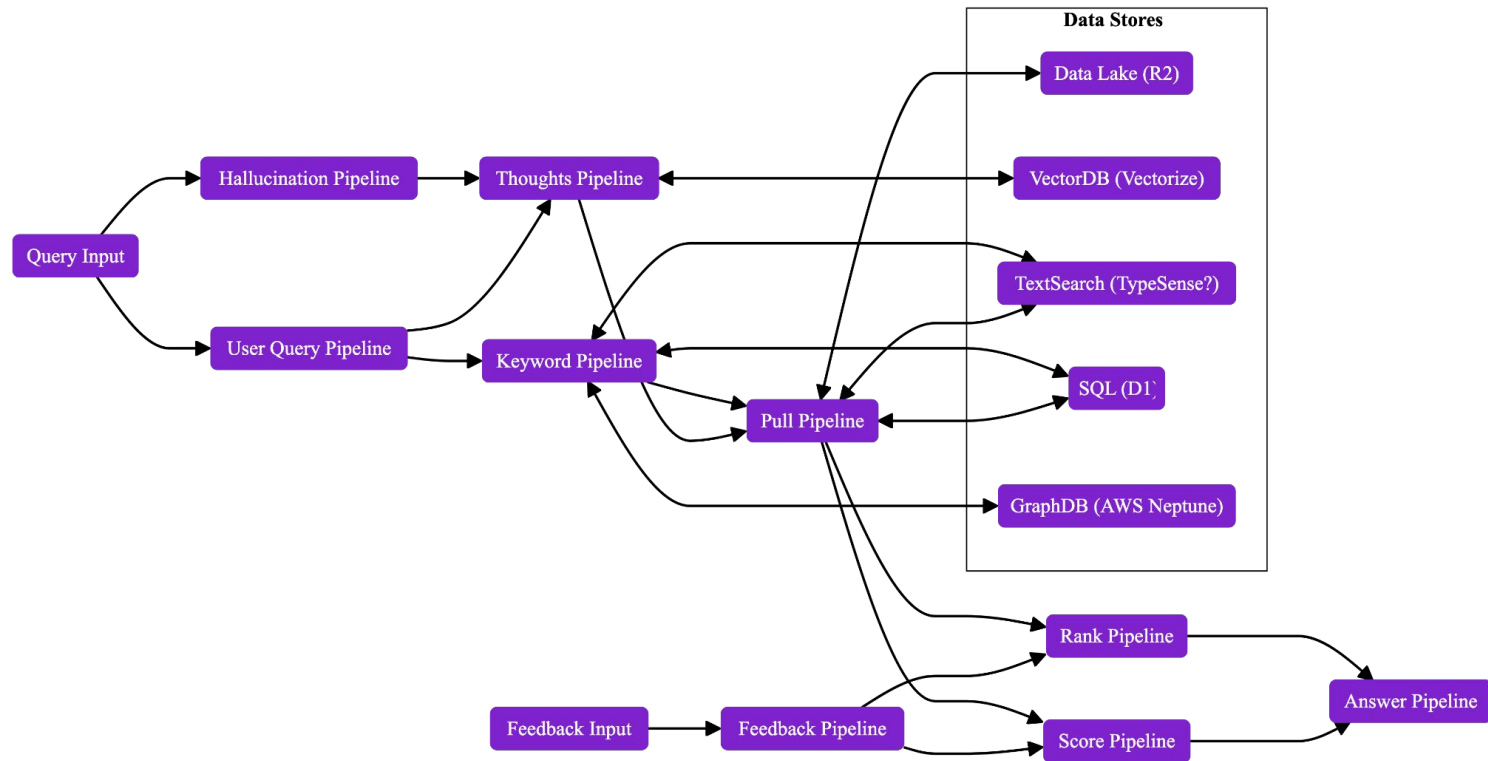 Data Stores
Data Lake (R2)
Hallucination Pipeline
Thoughts Pipeline
VectorDB (Vectorize)
Query Input
TextSearch (TypeSense?)
User Query Pipeline
Keyword Pipeline
SQL (D1)
Pull Pipeline
GraphDB (AWS Neptune)
Rank Pipeline
Answer Pipeline
Feedback Input
Feedback Pipeline
Score Pipeline